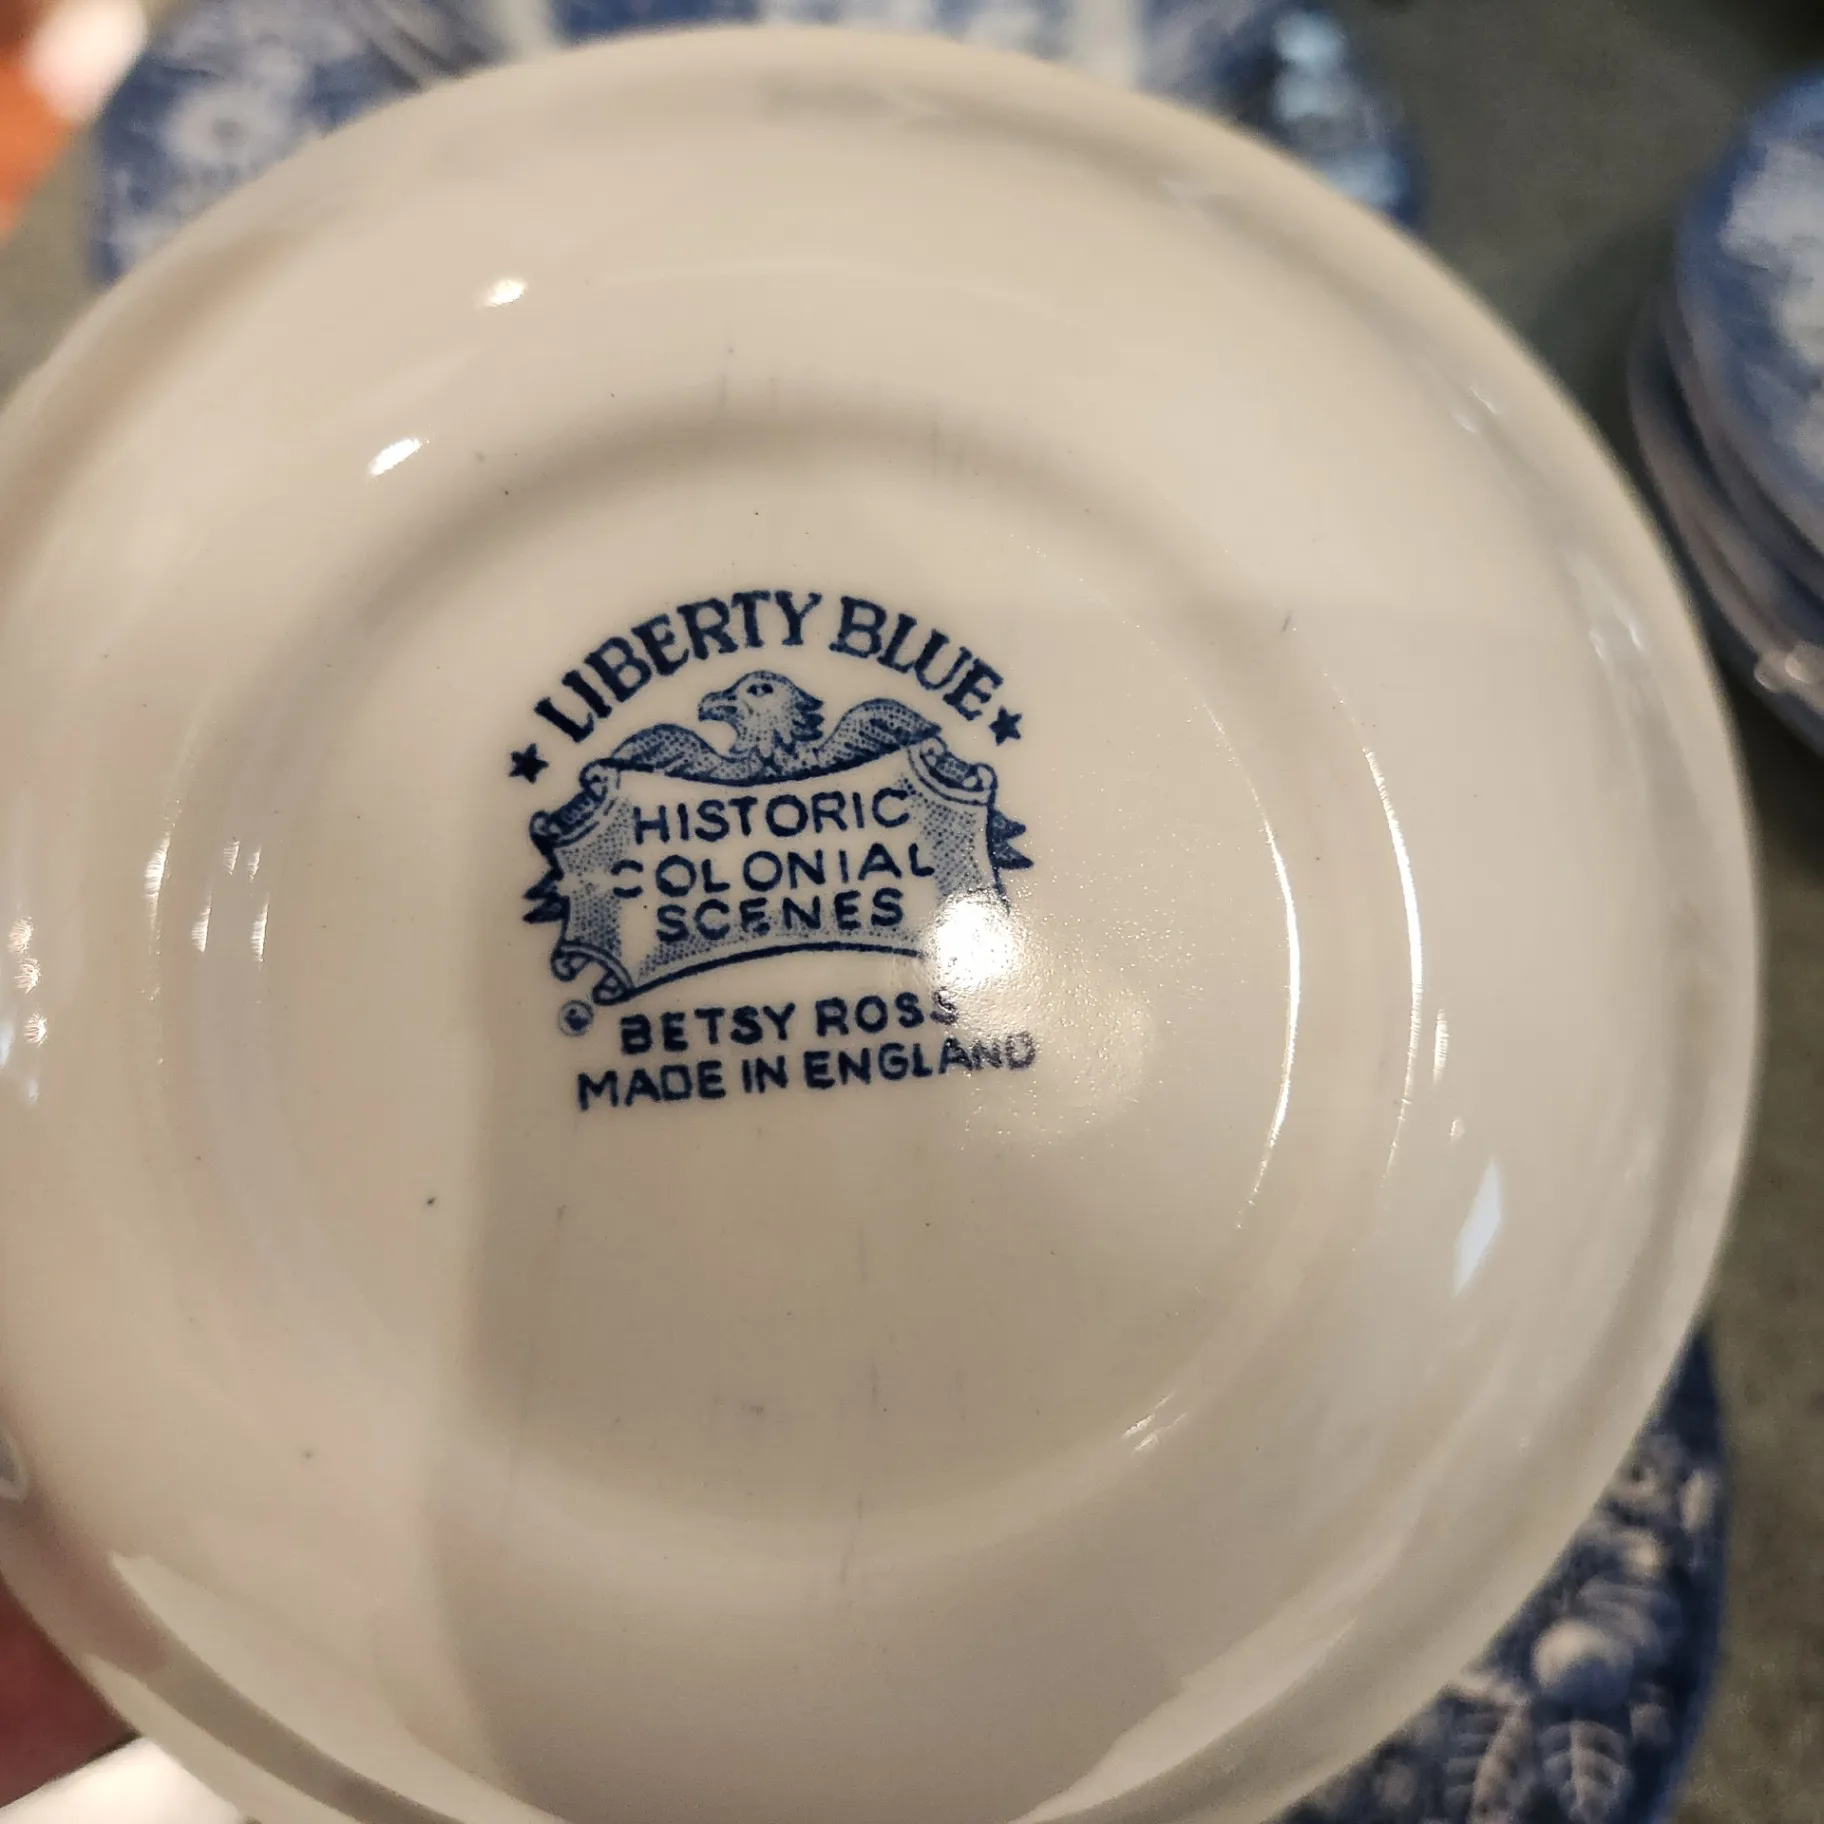 ★ LIBERTY BLUE ★
HISTORIC
COLONIAL
SCENES
BETSY ROSS
MADE IN ENGLAND